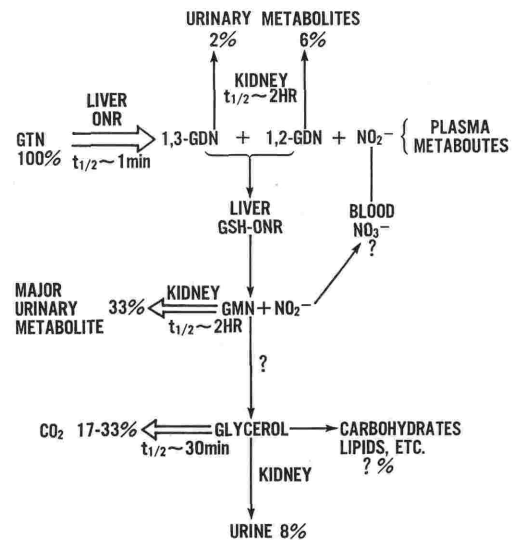 URINARY METABOLITES
2% 6%
KIDNEY
t1/2~2HR
LIVER
ONR
GTN
100%
t1/2~1min
1,3-GDN + 1,2-GDN + NO2− { PLASMA
METABOUTES
LIVER
GSH-ONR
BLOOD
NO3−
?
MAJOR
URINARY
METABOLITE
33%
KIDNEY
t1/2~2HR
GMN+NO2−
?
CO2 17-33%
t1/2~30min
GLYCEROL
CARBOHYDRATES
LIPIDS, ETC.
? %
KIDNEY
URINE 8%